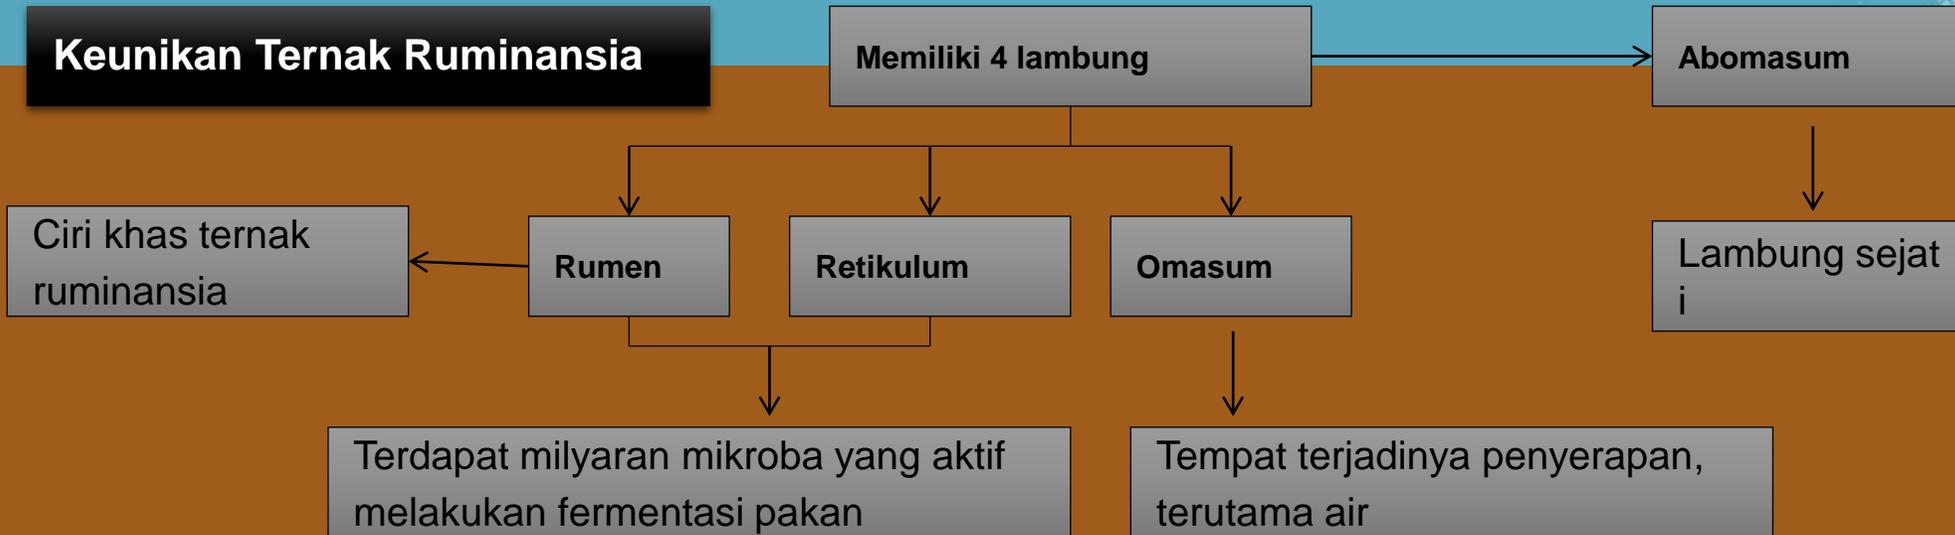 Keunikan Ternak Ruminansia
Memiliki 4 lambung
Abomasum
Ciri khas ternak
ruminansia
Rumen
Retikulum
Omasum
Lambung sejat
i
Terdapat milyaran mikroba yang aktif
melakukan fermentasi pakan
Tempat terjadinya penyerapan,
terutama air